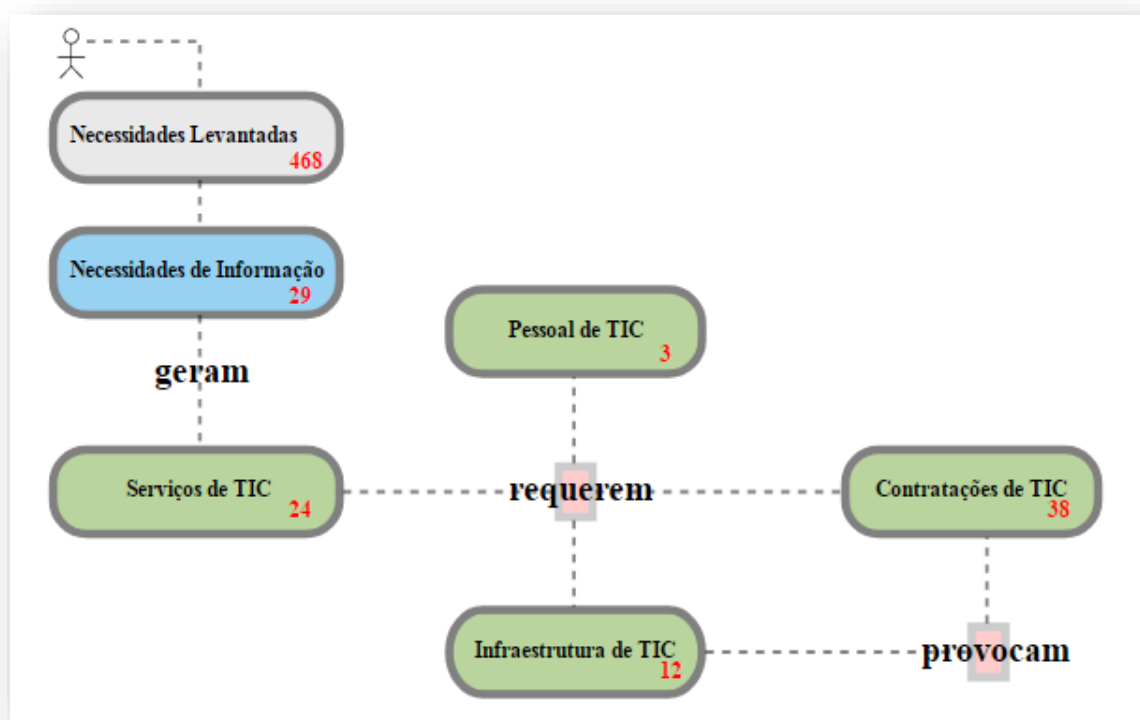 Necessidades Levantadas
468
Necessidades de Informação
29
geram
Pessoal de TIC
3
Serviços de TIC
24
requerem
Contratações de TIC
38
Infraestrutura de TIC
12
provocam